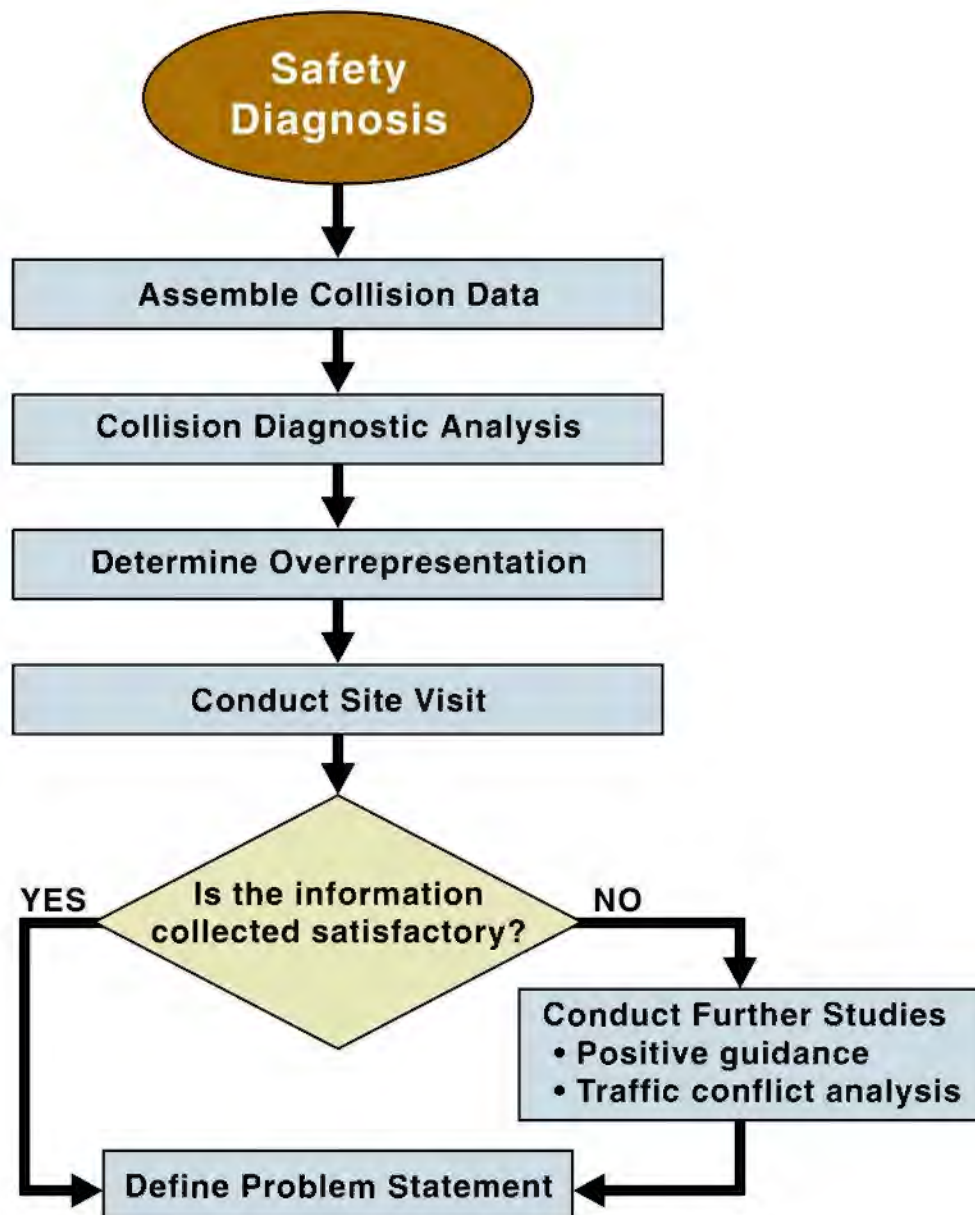 Safety
Diagnosis
Assemble Collision Data
Collision Diagnostic Analysis
Determine Overrepresentation
Conduct Site Visit
YES
Is the information
collected satisfactory?
NO
Conduct Further Studies
• Positive guidance
• Traffic conflict analysis
Define Problem Statement